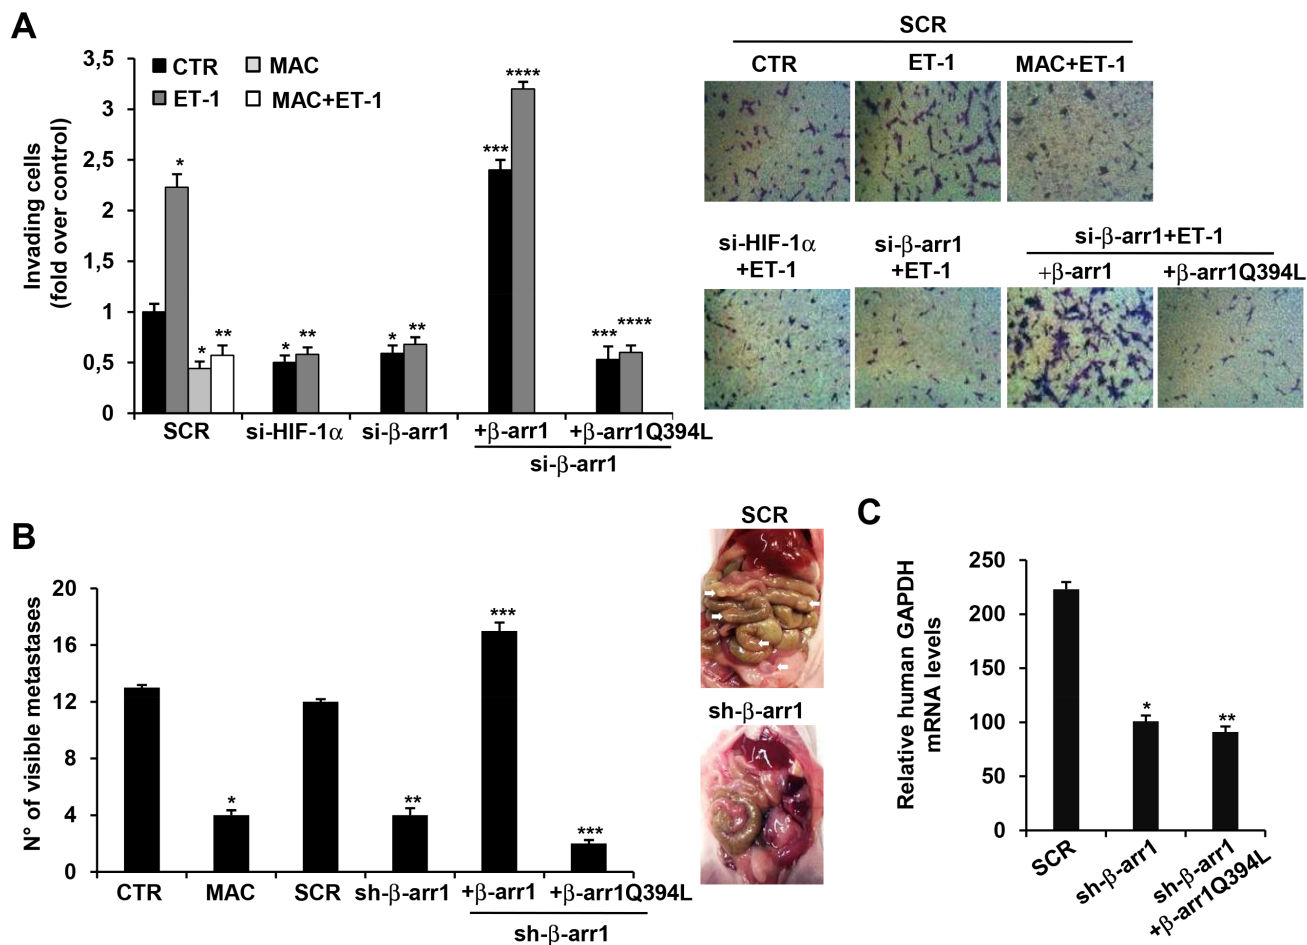 A
Invading cells
(fold over control)
3,5
3
2,5
2
1,5
1
0,5
0
CTR
MAC
ET-1
MAC+ET-1
*
*
**
*
**
*
**
***
****
***
****
SCR
si-HIF-1α
si-β-arr1
+β-arr1
+β-arr1Q394L
si-β-arr1
SCR
CTR
ET-1
MAC+ET-1
si-HIF-1α
+ET-1
si-β-arr1
+ET-1
si-β-arr1+ET-1
+β-arr1
+β-arr1Q394L
B
N° of visible metastases
20
16
12
8
4
0
*
**
***
***
CTR
MAC
SCR
sh-β-arr1
+β-arr1
+β-arr1Q394L
sh-β-arr1
SCR
sh-β-arr1
C
Relative human GAPDH
mRNA levels
250
200
150
100
50
0
*
**
SCR
sh-β-arr1
sh-β-arr1
+β-arr1Q394L